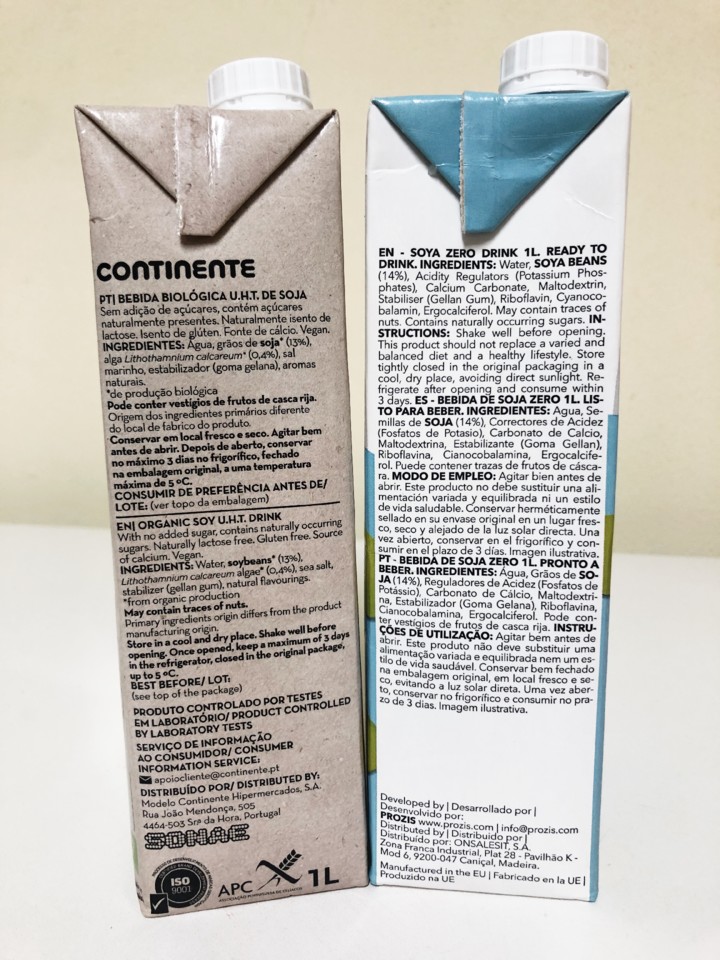 CONTINENTE
PT| BEBIDA BIOLÓGICA U.H.T. DE SOJA
Sem adição de açúcares, contém açúcares
naturalmente presentes. Naturalmente isento de
lactose. Isento de glúten. Fonte de cálcio. Vegan.
INGREDIENTES: Água, grãos de soja* (13%),
alga Lithothamnium calcareum* (0,4%), sal
marinho, estabilizador (goma gelana), aromas
naturais.
*de produção biológica
Pode conter vestígios de frutos de casca rija.
Origem dos ingredientes primários diferente
do local de fabrico do produto.
Conservar em local fresco e seco. Agitar bem
antes de abrir. Depois de aberto, conservar
no máximo 3 dias no frigorífico, fechado
na embalagem original, a uma temperatura
máxima de 5 ºC.
CONSUMIR DE PREFERÊNCIA ANTES DE/
LOTE: (ver topo da embalagem)
EN| ORGANIC SOY U.H.T. DRINK
With no added sugar, contains naturally occurring
sugars. Naturally lactose free. Gluten free. Source
of calcium. Vegan.
INGREDIENTS: Water, soybeans* (13%),
Lithothamnium calcareum algae* (0,4%), sea salt,
stabilizer (gellan gum), natural flavourings.
*from organic production
May contain traces of nuts.
Primary ingredients origin differs from the product
manufacturing origin.
Store in a cool and dry place. Shake well before
opening. Once opened, keep a maximum of 3 days
in the refrigerator, closed in the original package,
up to 5 ºC.
BEST BEFORE/ LOT:
(see top of the package)
PRODUTO CONTROLADO POR TESTES
EM LABORATÓRIO/ PRODUCT CONTROLLED
BY LABORATORY TESTS
SERVIÇO DE INFORMAÇÃO
AO CONSUMIDOR/ CONSUMER
INFORMATION SERVICE:
apoiocliente@continente.pt
DISTRIBUÍDO POR/ DISTRIBUTED BY:
Modelo Continente Hipermercados, S.A.
Rua João Mendonça, 505
4464-503 Srª da Hora, Portugal
SONAE
ISO
9001
APC
1L
EN - SOYA ZERO DRINK 1L. READY TO
DRINK. INGREDIENTS: Water, SOYA BEANS
(14%), Acidity Regulators (Potassium Phos-
phates), Calcium Carbonate, Maltodextrin,
Stabiliser (Gellan Gum), Riboflavin, Cyanoco-
balamin, Ergocalciferol. May contain traces of
nuts. Contains naturally occurring sugars. IN-
STRUCTIONS: Shake well before opening.
This product should not replace a varied and
balanced diet and a healthy lifestyle. Store
tightly closed in the original packaging in a
cool, dry place, avoiding direct sunlight. Re-
frigerate after opening and consume within
3 days. ES - BEBIDA DE SOJA ZERO 1L. LIS-
TO PARA BEBER. INGREDIENTES: Agua, Se-
millas de SOJA (14%), Correctores de Acidez
(Fosfatos de Potasio), Carbonato de Calcio,
Maltodextrina, Estabilizante (Goma Gellan),
Riboflavina, Cianocobalamina, Ergocalcife-
rol. Puede contener trazas de frutos de cásca-
ra. MODO DE EMPLEO: Agitar bien antes de
abrir. Este producto no debe sustituir una ali-
mentación variada y equilibrada ni un estilo
de vida saludable. Conservar herméticamente
sellado en su envase original en un lugar fres-
co, seco y alejado de la luz solar directa. Una
vez abierto, conservar en el frigorífico y con-
sumir en el plazo de 3 días. Imagen ilustrativa.
PT - BEBIDA DE SOJA ZERO 1L. PRONTO A
BEBER. INGREDIENTES: Água, Grãos de SO-
JA (14%), Reguladores de Acidez (Fosfatos de
Potássio), Carbonato de Cálcio, Maltodextri-
na, Estabilizador (Goma Gelana), Riboflavina,
Cianocobalamina, Ergocalciferol. Pode con-
ter vestígios de frutos de casca rija. INSTRU-
ÇÕES DE UTILIZAÇÃO: Agitar bem antes de
abrir. Este produto não deve substituir uma
alimentação variada e equilibrada nem um es-
tilo de vida saudável. Conservar bem fechado
na embalagem original, em local fresco e se-
co, evitando a luz solar direta. Uma vez aber-
to, conservar no frigorífico e consumir no pra-
zo de 3 dias. Imagem ilustrativa.
Developed by | Desarrollado por |
Desenvolvido por:
PROZIS www.prozis.com | info@prozis.com
Distributed by | Distribuido por |
Distribuído por: ONSALESIT, S.A.
Zona Franca Industrial, Plat 28 - Pavilhão K -
Mod 6, 9200-047 Caniçal, Madeira.
Manufactured in the EU | Fabricado en la UE |
Produzido na UE